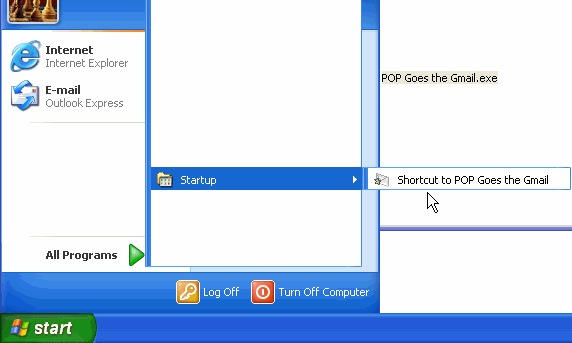 Internet
Internet Explorer
E-mail
Outlook Express
POP Goes the Gmail.exe
Startup
Shortcut to POP Goes the Gmail
All Programs
Log Off
Turn Off Computer
start